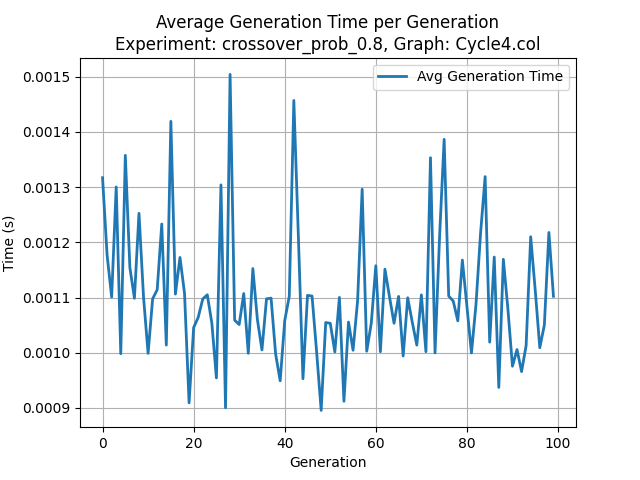 Average Generation Time per Generation
Experiment: crossover_prob_0.8, Graph: Cycle4.col
Avg Generation Time
0.0015
0.0014
0.0013
0.0012
0.0011
0.0010
0.0009
Time (s)
0 20 40 60 80 100
Generation